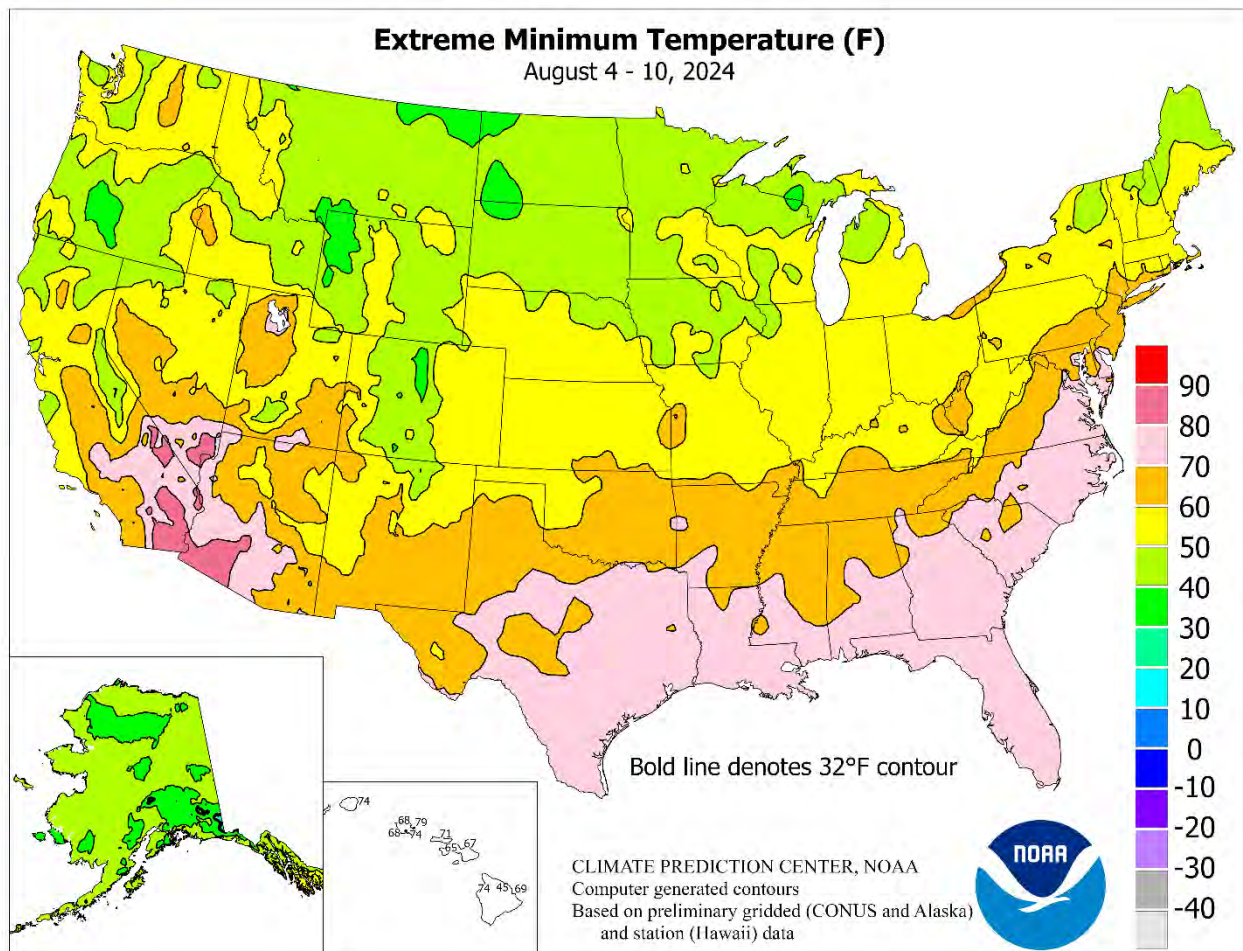 Extreme Minimum Temperature (F)
August 4 - 10, 2024
90
80
70
60
50
40
30
20
10
0
-10
-20
-30
-40
Bold line denotes 32°F contour
74
68 79
68 74
71
65 67
74 45 69
CLIMATE PREDICTION CENTER, NOAA
Computer generated contours
Based on preliminary gridded (CONUS and Alaska)
and station (Hawaii) data
NOAA